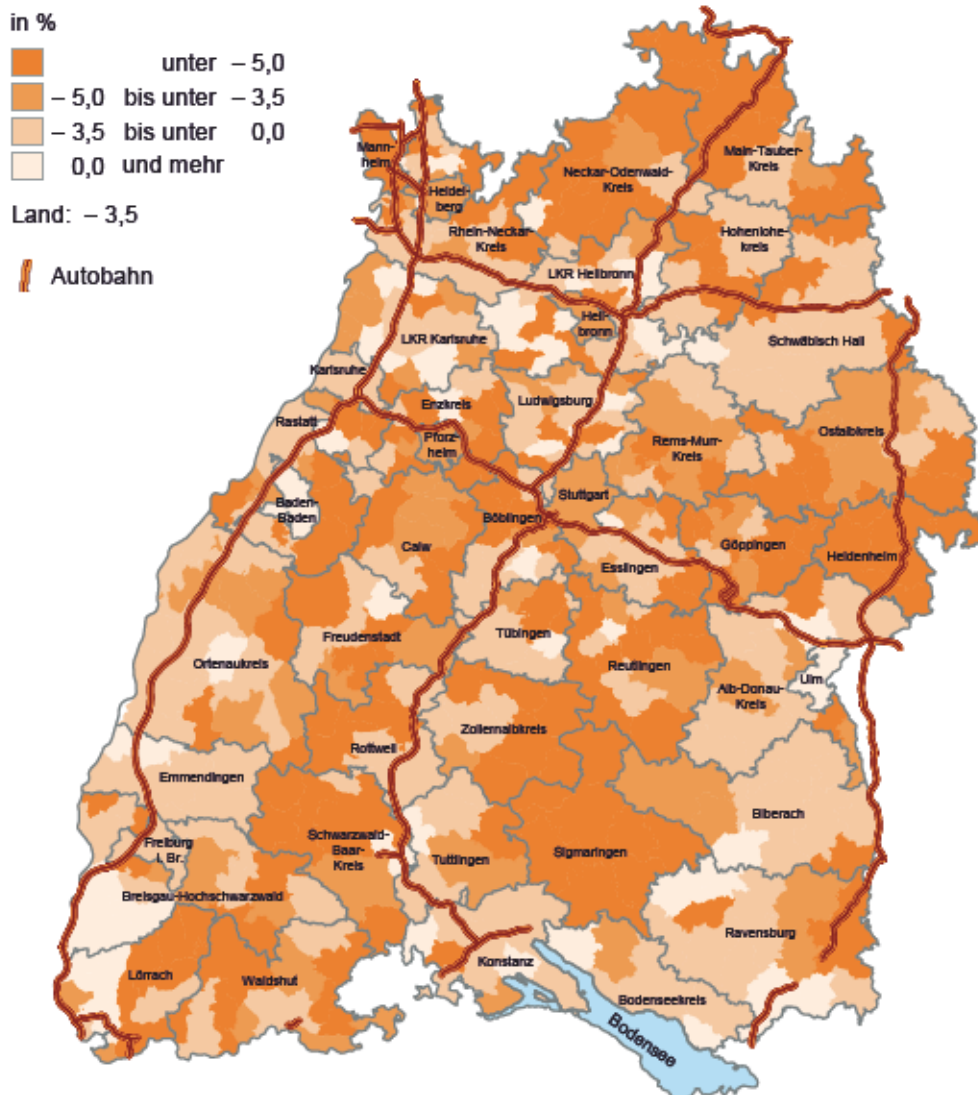 in %
unter – 5,0
– 5,0 bis unter – 3,5
– 3,5 bis unter 0,0
0,0 und mehr
Land: – 3,5
Autobahn
Mann-
heim
Heidel-
berg
Rhein-Neckar-
Kreis
Neckar-Odenwald-
Kreis
Main-Tauber-
Kreis
Hohenlohe-
kreis
LKR Heilbronn
Heil-
bronn
Schwäbisch Hall
LKR Karlsruhe
Karlsruhe
Enzkreis
Ludwigsburg
Rastatt
Pforz-
heim
Rems-Murr-
Kreis
Ostalbkreis
Baden-
Baden
Stuttgart
Böblingen
Calw
Esslingen
Göppingen
Heidenheim
Freudenstadt
Tübingen
Ortenaukreis
Reutlingen
Alb-Donau-
Kreis
Ulm
Rottweil
Zollernalbkreis
Emmendingen
Biberach
Freiburg
i. Br.
Schwarzwald-
Baar-
Kreis
Tuttlingen
Sigmaringen
Breisgau-Hochschwarzwald
Ravensburg
Lörrach
Waldshut
Konstanz
Bodenseekreis
Bodensee